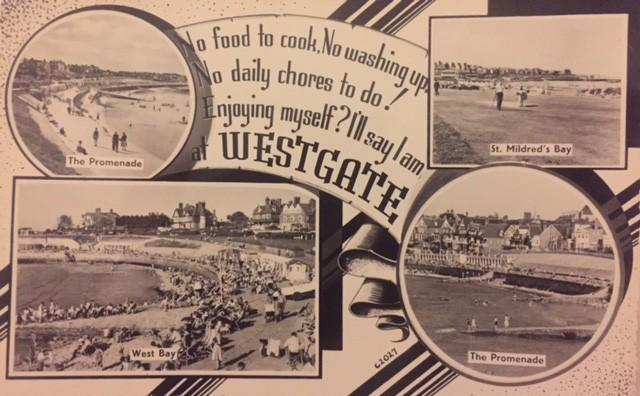 No food to cook, No washing up,
No daily chores to do!
Enjoying myself? I'll say I am,
at WESTGATE
The Promenade
St. Mildred's Bay
West Bay
The Promenade
G2027